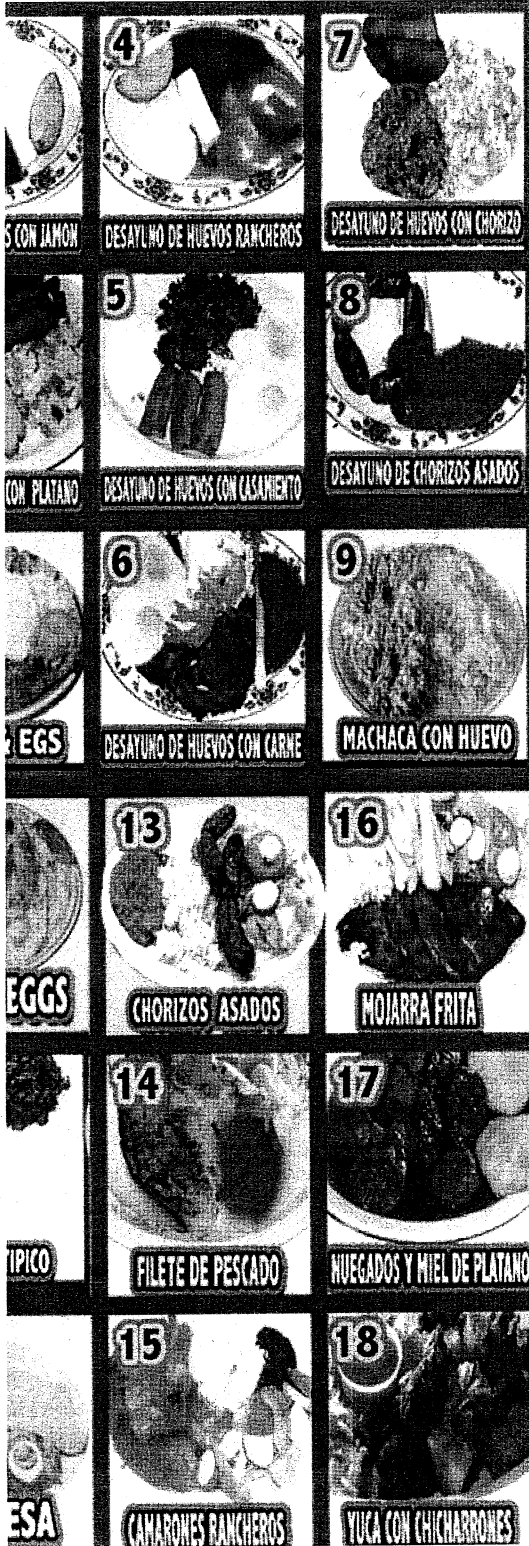 4
7
S CON JAMON
DESAYUNO DE HUEVOS RANCHEROS
DESAYUNO DE HUEVOS CON CHORIZO
5
8
CON PLATANO
DESAYUNO DE HUEVOS CON CASAMIENTO
DESAYUNO DE CHORIZOS ASADOS
6
9
& EGS
DESAYUNO DE HUEVOS CON CARNE
MACHACA CON HUEVO
13
16
EGGS
CHORIZOS ASADOS
MOJARRA FRITA
14
17
TIPICO
FILETE DE PESCADO
NUEGADOS Y MIEL DE PLATANO
15
18
ESA
CAMARONES RANCHEROS
YUCA CON CHICHARRONES